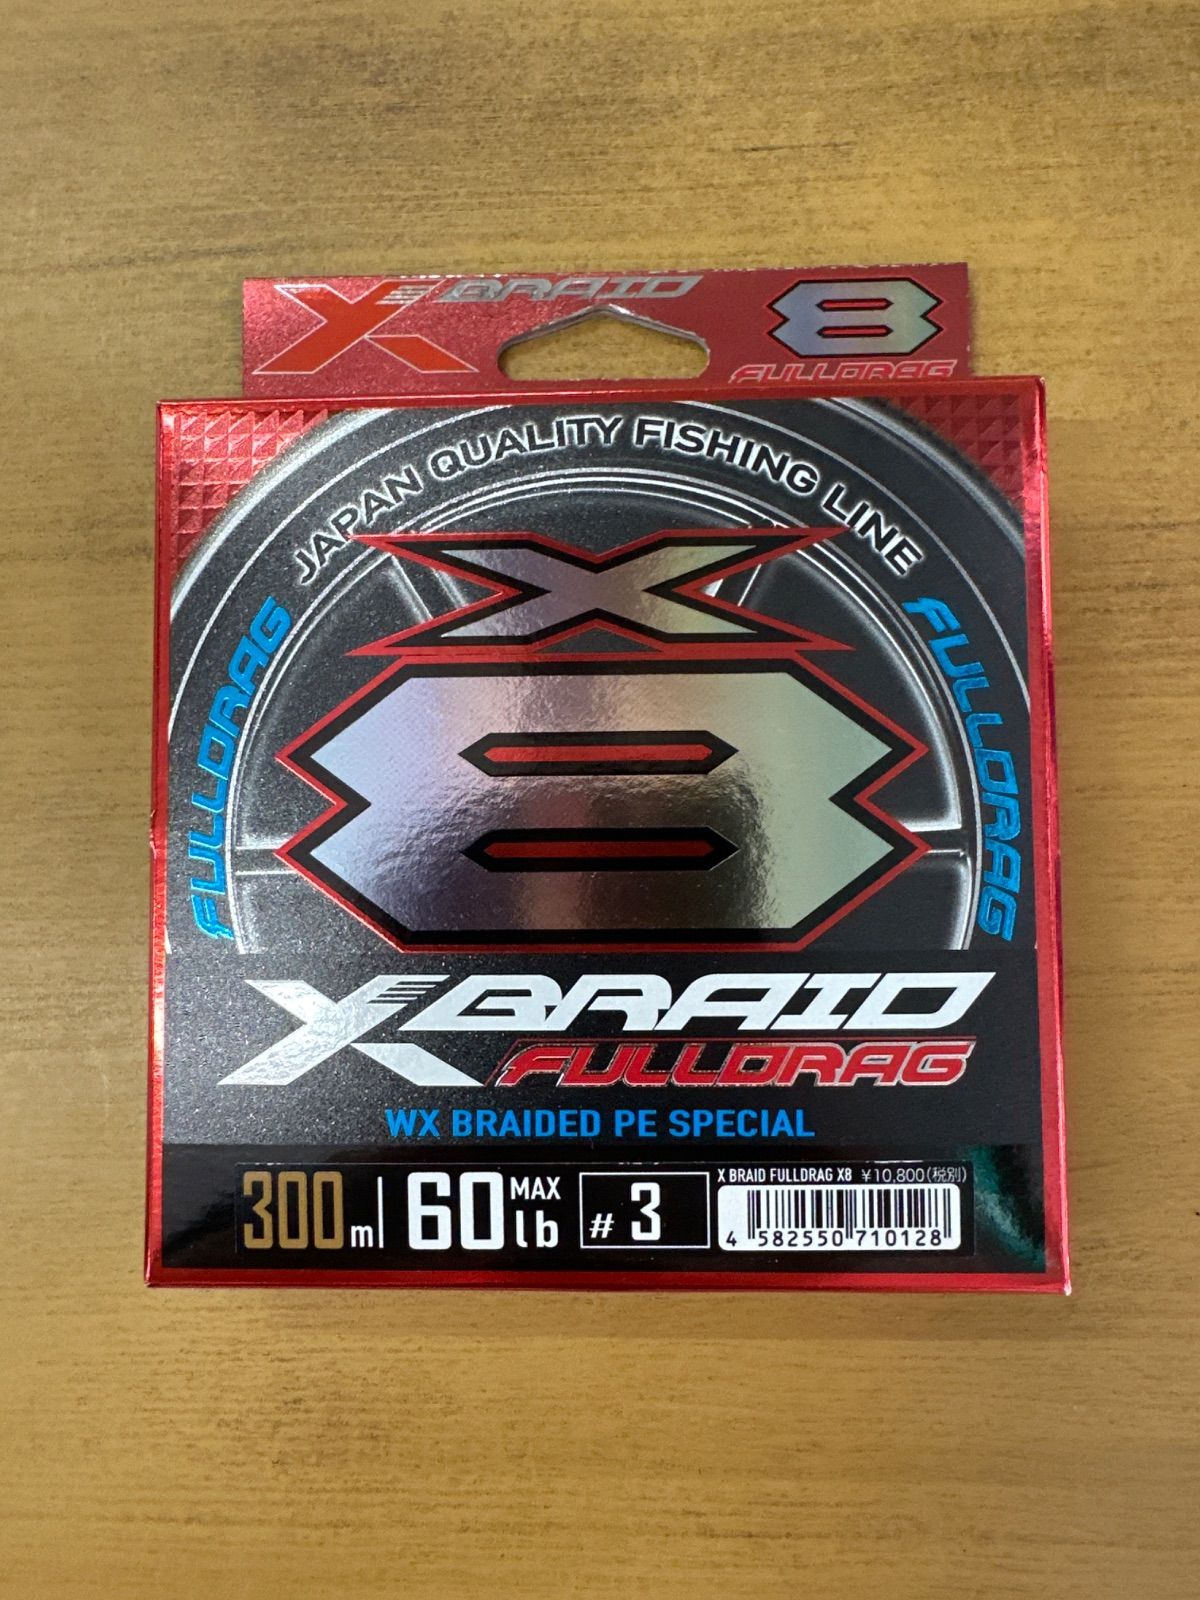 X BRAID
8
FULLDRAG
JAPAN QUALITY FISHING LINE
FULLDRAG
FULLDRAG
X
8
X BRAID
FULLDRAG
WX BRAIDED PE SPECIAL
300m 60 MAX lb #3
X BRAID FULLDRAG X8 ¥10,800(税別)
4 582550 710128